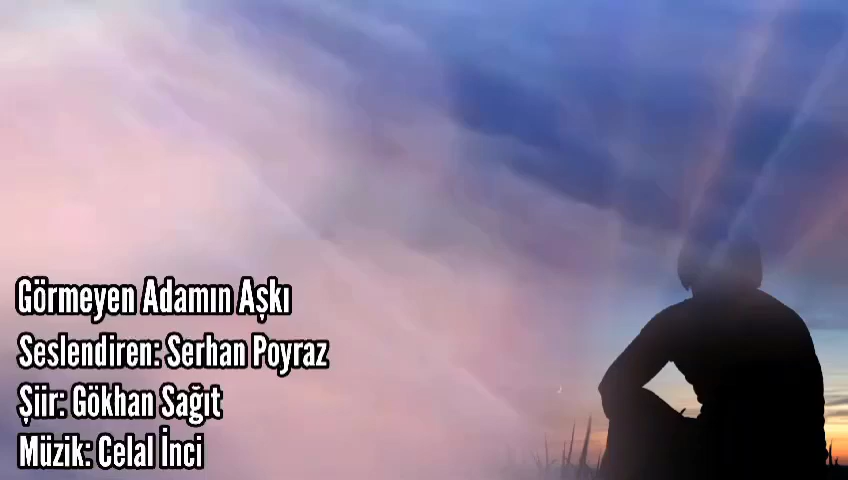 Görmeyen Adamın Aşkı
Seslendiren: Serhan Poyraz
Şiir: Gökhan Sağıt
Müzik: Celal İnci